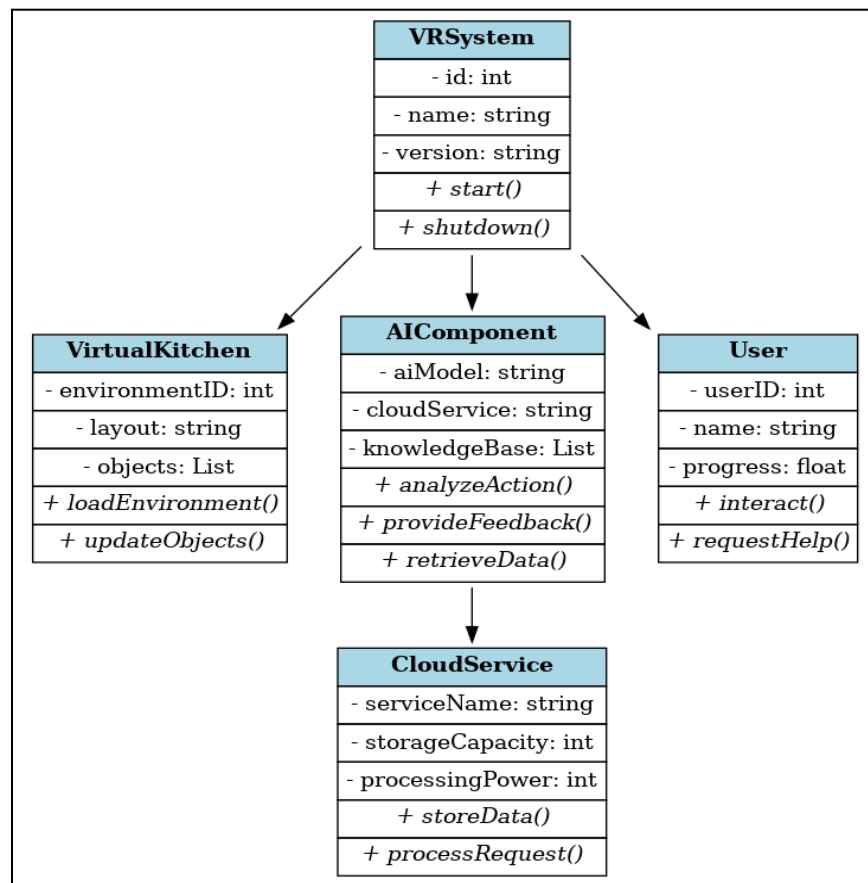 VRSystem
- id: int
- name: string
- version: string
+ start()
+ shutdown()
VirtualKitchen
- environmentID: int
- layout: string
- objects: List
+ loadEnvironment()
+ updateObjects()
AIComponent
- aiModel: string
- cloudService: string
- knowledgeBase: List
+ analyzeAction()
+ provideFeedback()
+ retrieveData()
User
- userID: int
- name: string
- progress: float
+ interact()
+ requestHelp()
CloudService
- serviceName: string
- storageCapacity: int
- processingPower: int
+ storeData()
+ processRequest()